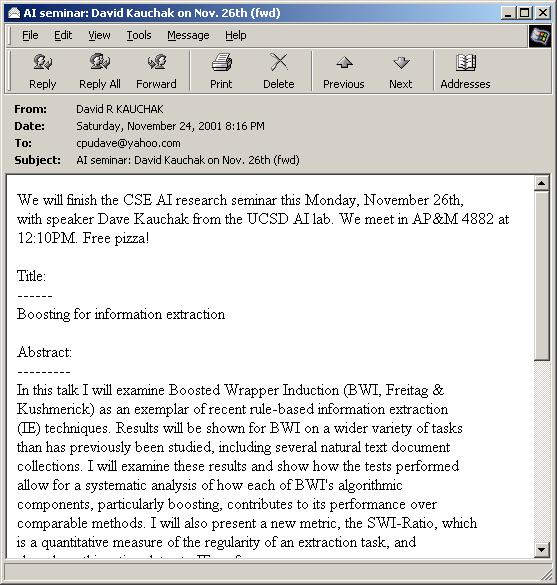 AI seminar: David Kauchak on Nov. 26th (fwd)
File Edit View Tools Message Help
Reply Reply All Forward Print Delete Previous Next Addresses
From: David R KAUCHAK
Date: Saturday, November 24, 2001 8:16 PM
To: cpudave@yahoo.com
Subject: AI seminar: David Kauchak on Nov. 26th (fwd)
We will finish the CSE AI research seminar this Monday, November 26th,
with speaker Dave Kauchak from the UCSD AI lab. We meet in AP&M 4882 at
12:10PM. Free pizza!
Title:
------
Boosting for information extraction
Abstract:
---------
In this talk I will examine Boosted Wrapper Induction (BWI, Freitag &
Kushmerick) as an exemplar of recent rule-based information extraction
(IE) techniques. Results will be shown for BWI on a wider variety of tasks
than has previously been studied, including several natural text document
collections. I will examine these results and show how the tests performed
allow for a systematic analysis of how each of BWI's algorithmic
components, particularly boosting, contributes to its performance over
comparable methods. I will also present a new metric, the SWI-Ratio, which
is a quantitative measure of the regularity of an extraction task, and